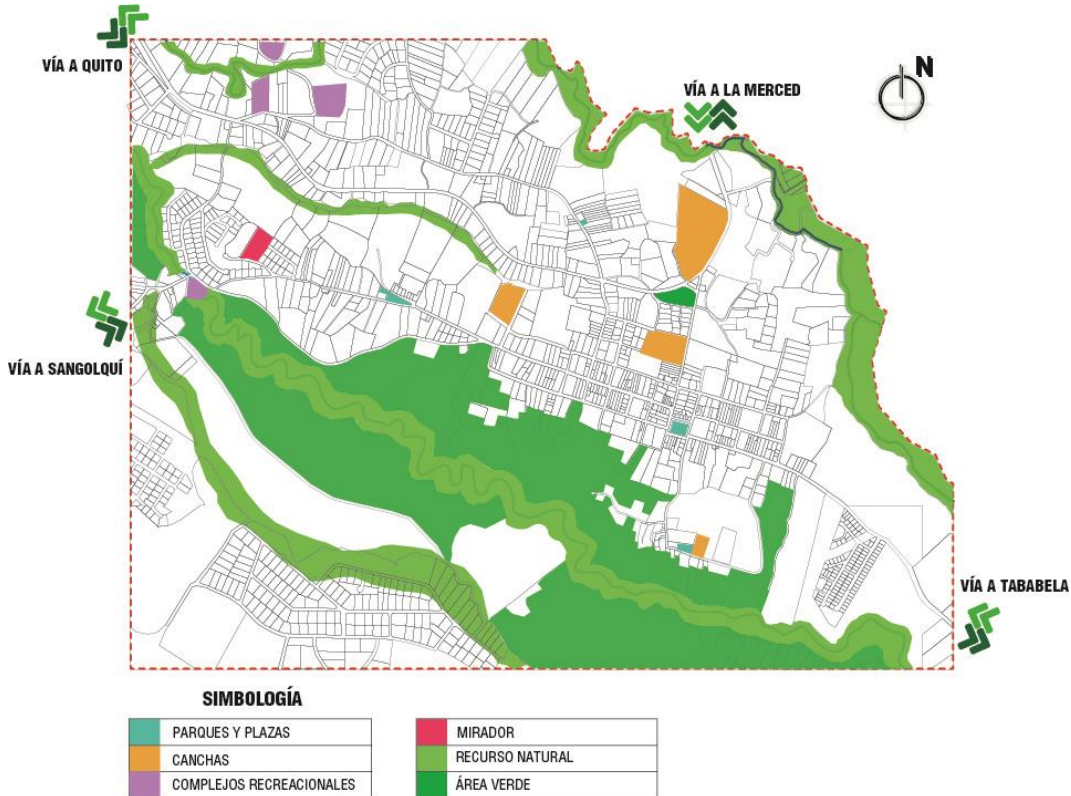 N
VÍA A QUITO
VÍA A LA MERCED
VÍA A SANGOLQUÍ
VÍA A TABABELA
SIMBOLOGÍA
PARQUES Y PLAZAS
MIRADOR
CANCHAS
RECURSO NATURAL
COMPLEJOS RECREACIONALES
ÁREA VERDE